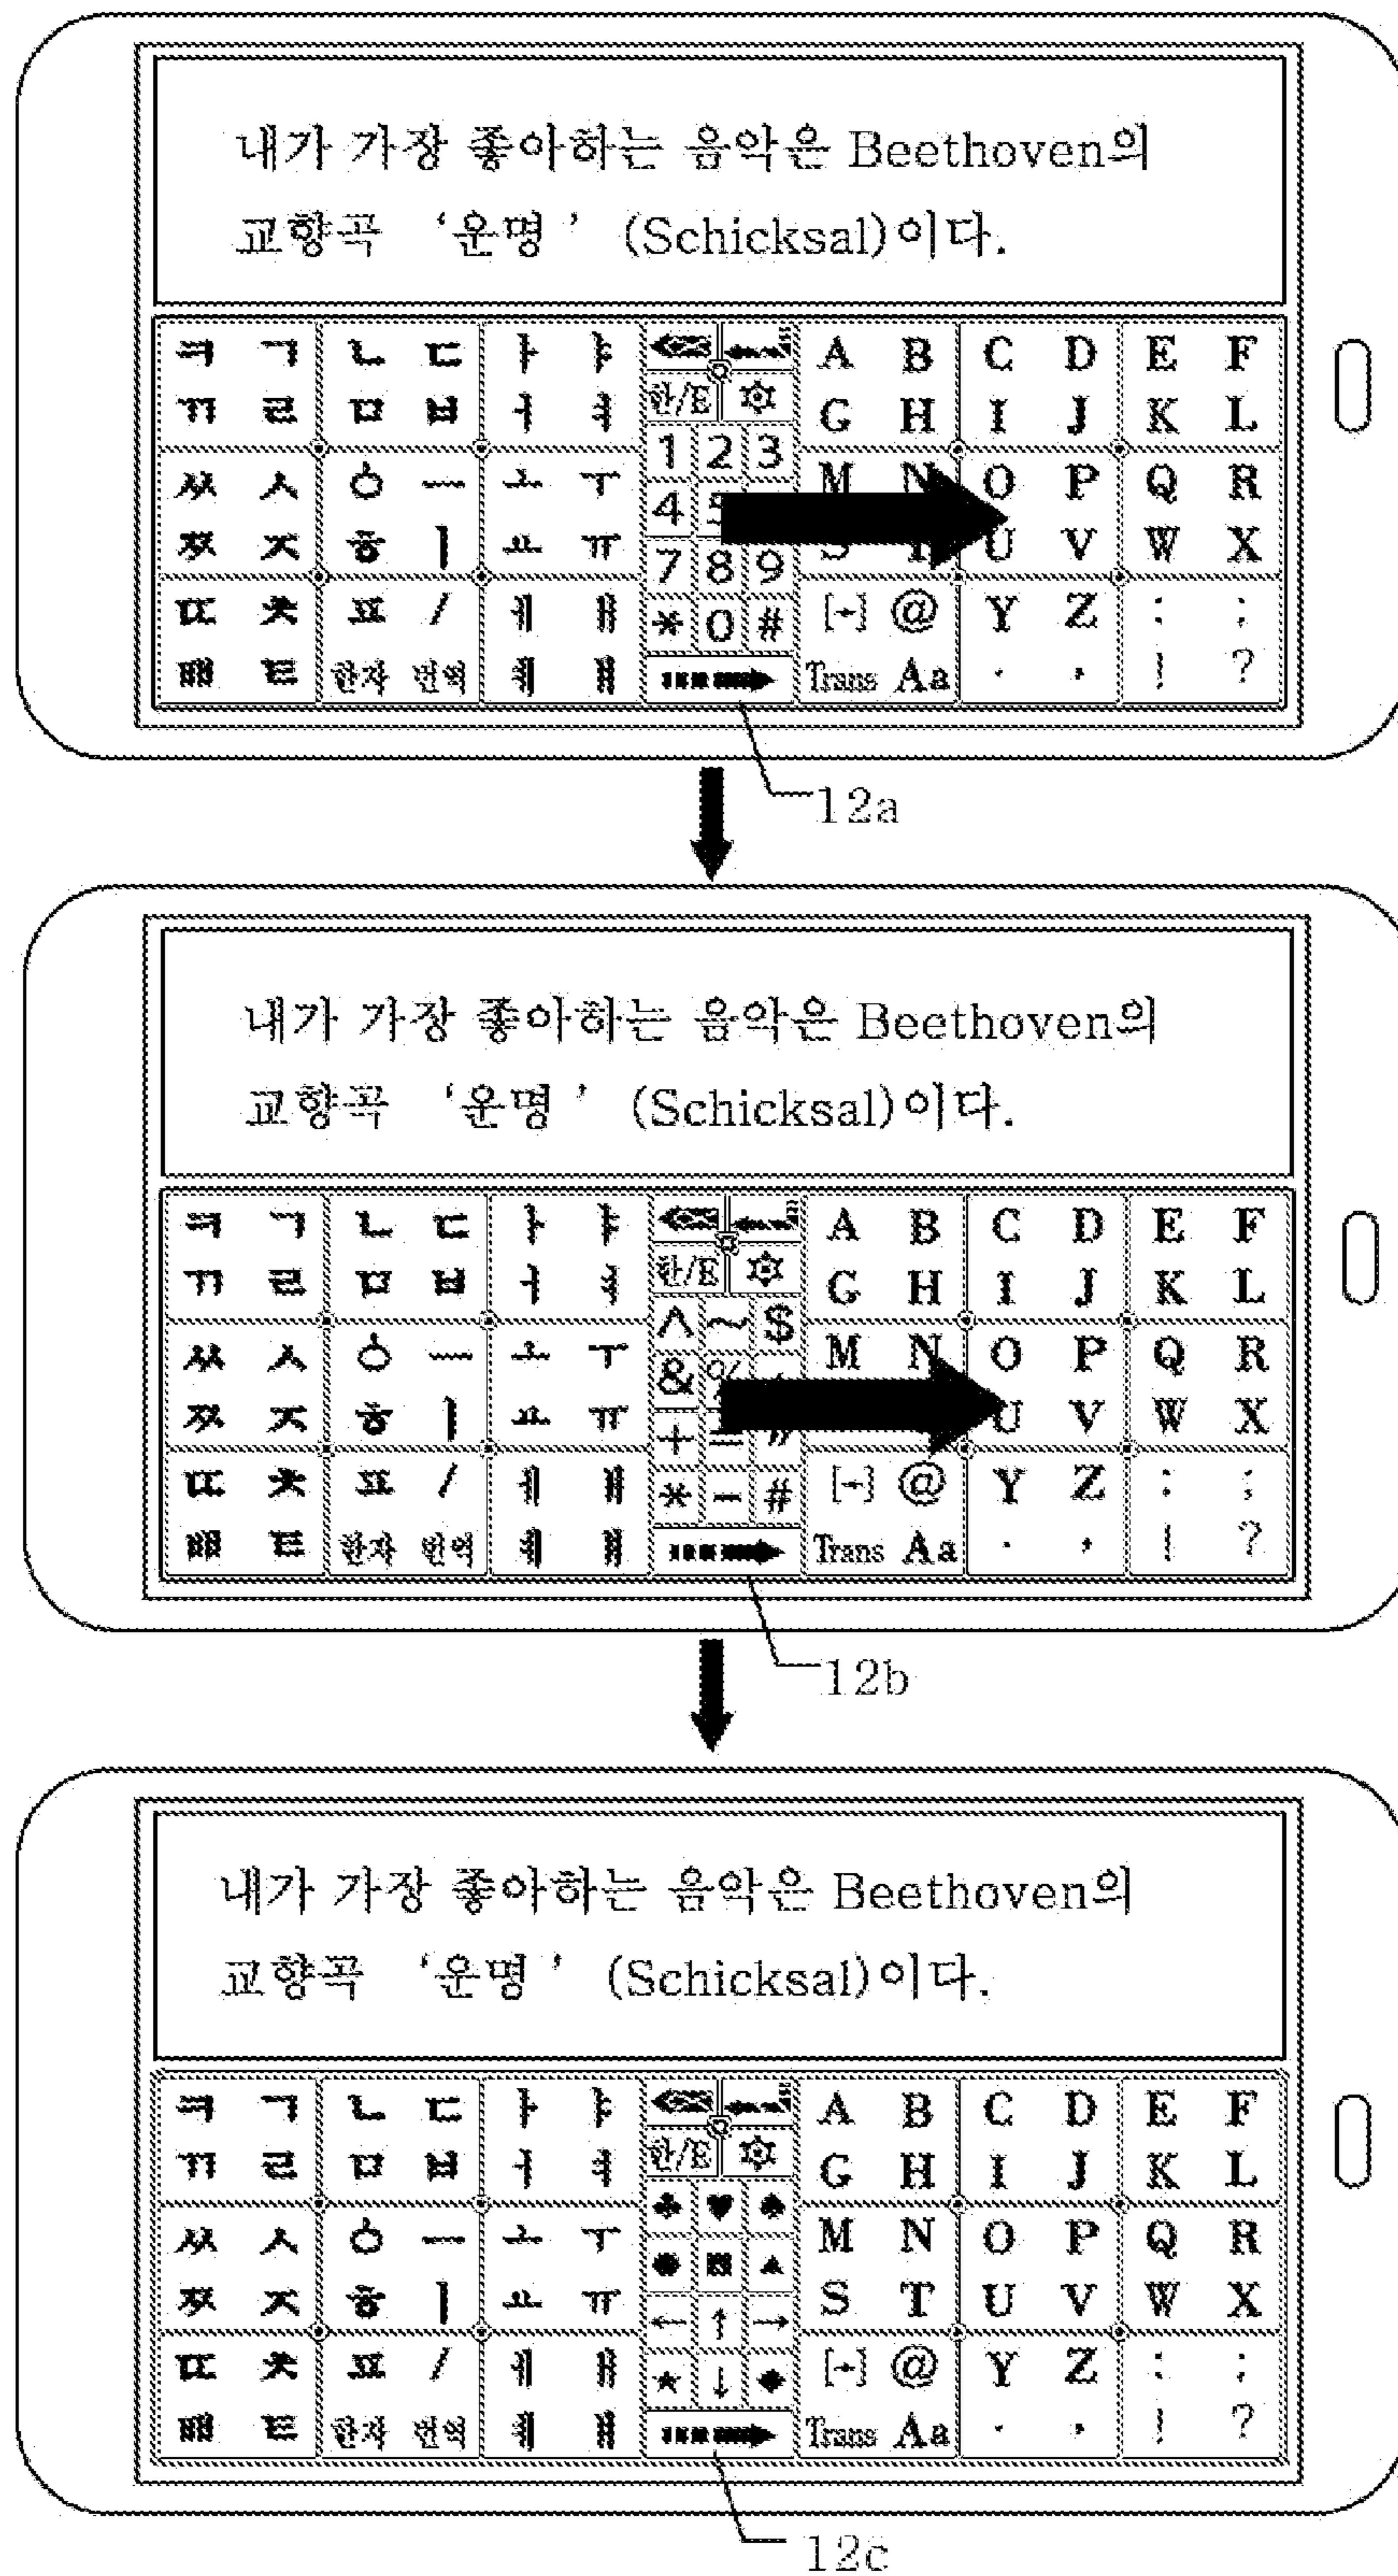 내가 가장 좋아하는 음악은 Beethoven의
교향곡 ‘운명’ (Schicksal)이다.
ㅋ ㄱ ㄴ ㄷ ㅏ ㅑ A B C D E F
ㄲ ㄹ ㅁ ㅂ ㅓ ㅕ 한/E G H I J K L
1 2 3
ㅆ ㅅ ㅇ ㅡ ㅗ ㅜ M N O P Q R
4
ㅉ ㅈ ㅎ ㅣ ㅛ ㅠ U V W X
7 8 9
ㄸ ㅊ ㅍ / ㅔ ㅐ * 0 # [-] @ Y Z : ;
ㅃ ㅌ 한자 번역 ㅖ ㅒ Trans Aa . , ! ?
12a
내가 가장 좋아하는 음악은 Beethoven의
교향곡 ‘운명’ (Schicksal)이다.
ㅋ ㄱ ㄴ ㄷ ㅏ ㅑ A B C D E F
ㄲ ㄹ ㅁ ㅂ ㅓ ㅕ 한/E G H I J K L
^ ~ $
ㅆ ㅅ ㅇ ㅡ ㅗ ㅜ M N O P Q R
& %
ㅉ ㅈ ㅎ ㅣ ㅛ ㅠ U V W X
+ "
ㄸ ㅊ ㅍ / ㅔ ㅐ * - # [-] @ Y Z : ;
ㅃ ㅌ 한자 번역 ㅖ ㅒ Trans Aa . , ! ?
12b
내가 가장 좋아하는 음악은 Beethoven의
교향곡 ‘운명’ (Schicksal)이다.
ㅋ ㄱ ㄴ ㄷ ㅏ ㅑ A B C D E F
ㄲ ㄹ ㅁ ㅂ ㅓ ㅕ 한/E G H I J K L
♣ ♥ ♠
ㅆ ㅅ ㅇ ㅡ ㅗ ㅜ M N O P Q R
● ■ ▲
ㅉ ㅈ ㅎ ㅣ ㅛ ㅠ S T U V W X
← ↑ →
ㄸ ㅊ ㅍ / ㅔ ㅐ ★ ↓ ◆ [-] @ Y Z : ;
ㅃ ㅌ 한자 번역 ㅖ ㅒ Trans Aa . , ! ?
12c